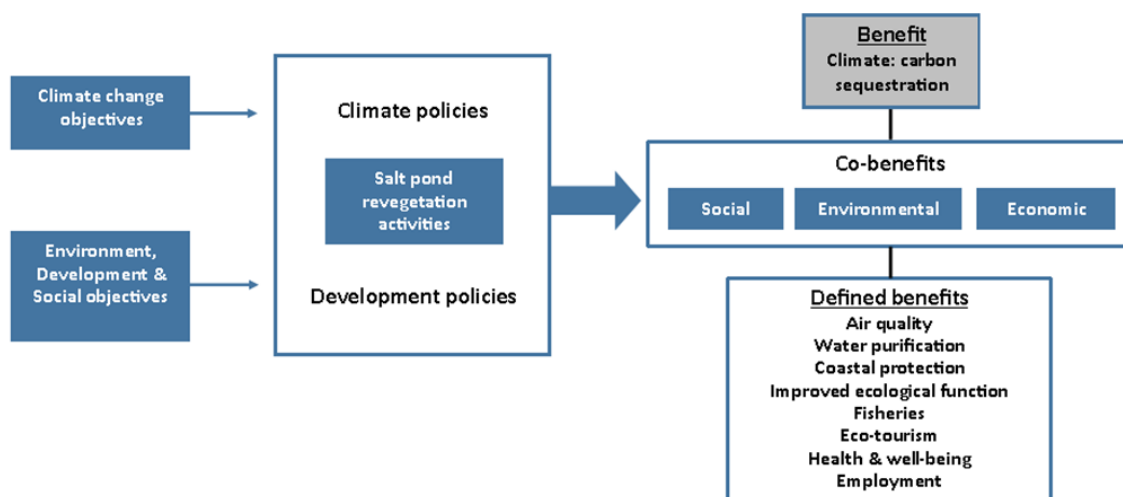 Climate change
objectives
Environment,
Development &
Social objectives
Climate policies
Salt pond
revegetation
activities
Development policies
Benefit
Climate: carbon
sequestration
Co-benefits
Social
Environmental
Economic
Defined benefits
Air quality
Water purification
Coastal protection
Improved ecological function
Fisheries
Eco-tourism
Health & well-being
Employment